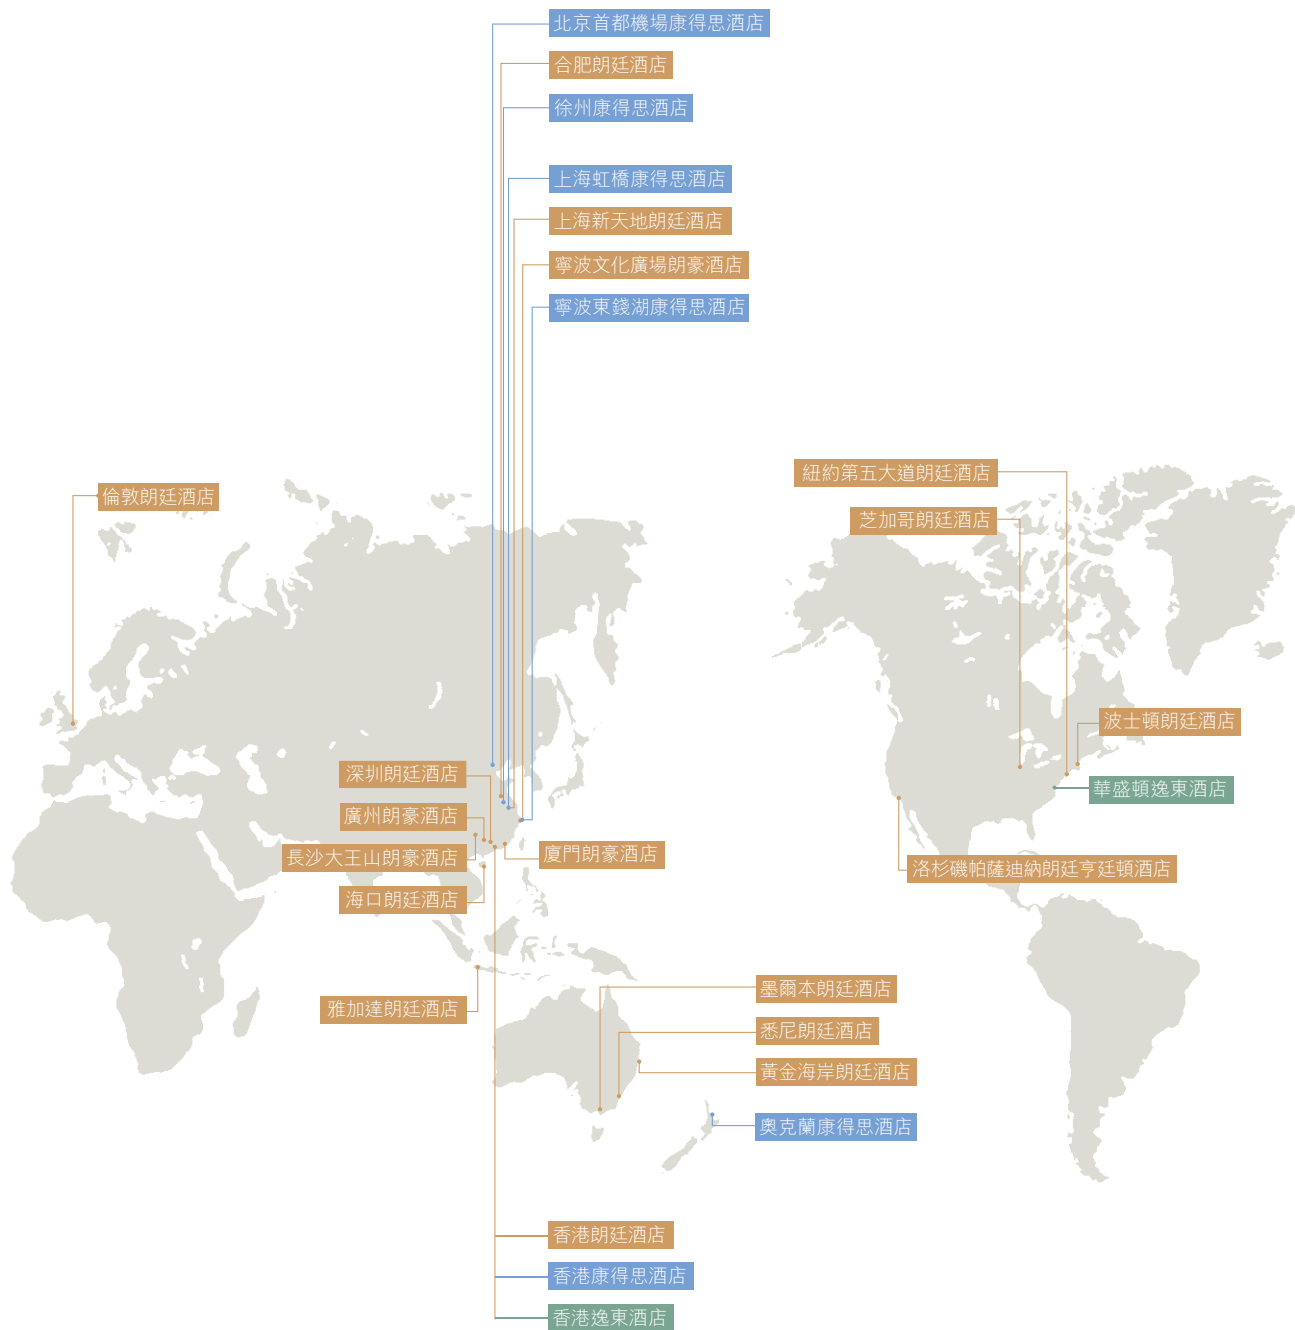 北京首都機場康得思酒店
合肥朗廷酒店
徐州康得思酒店
上海虹橋康得思酒店
上海新天地朗廷酒店
寧波文化廣場朗豪酒店
寧波東錢湖康得思酒店
紐約第五大道朗廷酒店
倫敦朗廷酒店
芝加哥朗廷酒店
波士頓朗廷酒店
深圳朗廷酒店
華盛頓逸東酒店
廣州朗豪酒店
長沙大王山朗豪酒店
廈門朗豪酒店
洛杉磯帕薩迪納朗廷亨廷頓酒店
海口朗廷酒店
墨爾本朗廷酒店
雅加達朗廷酒店
悉尼朗廷酒店
黃金海岸朗廷酒店
奧克蘭康得思酒店
香港朗廷酒店
香港康得思酒店
香港逸東酒店